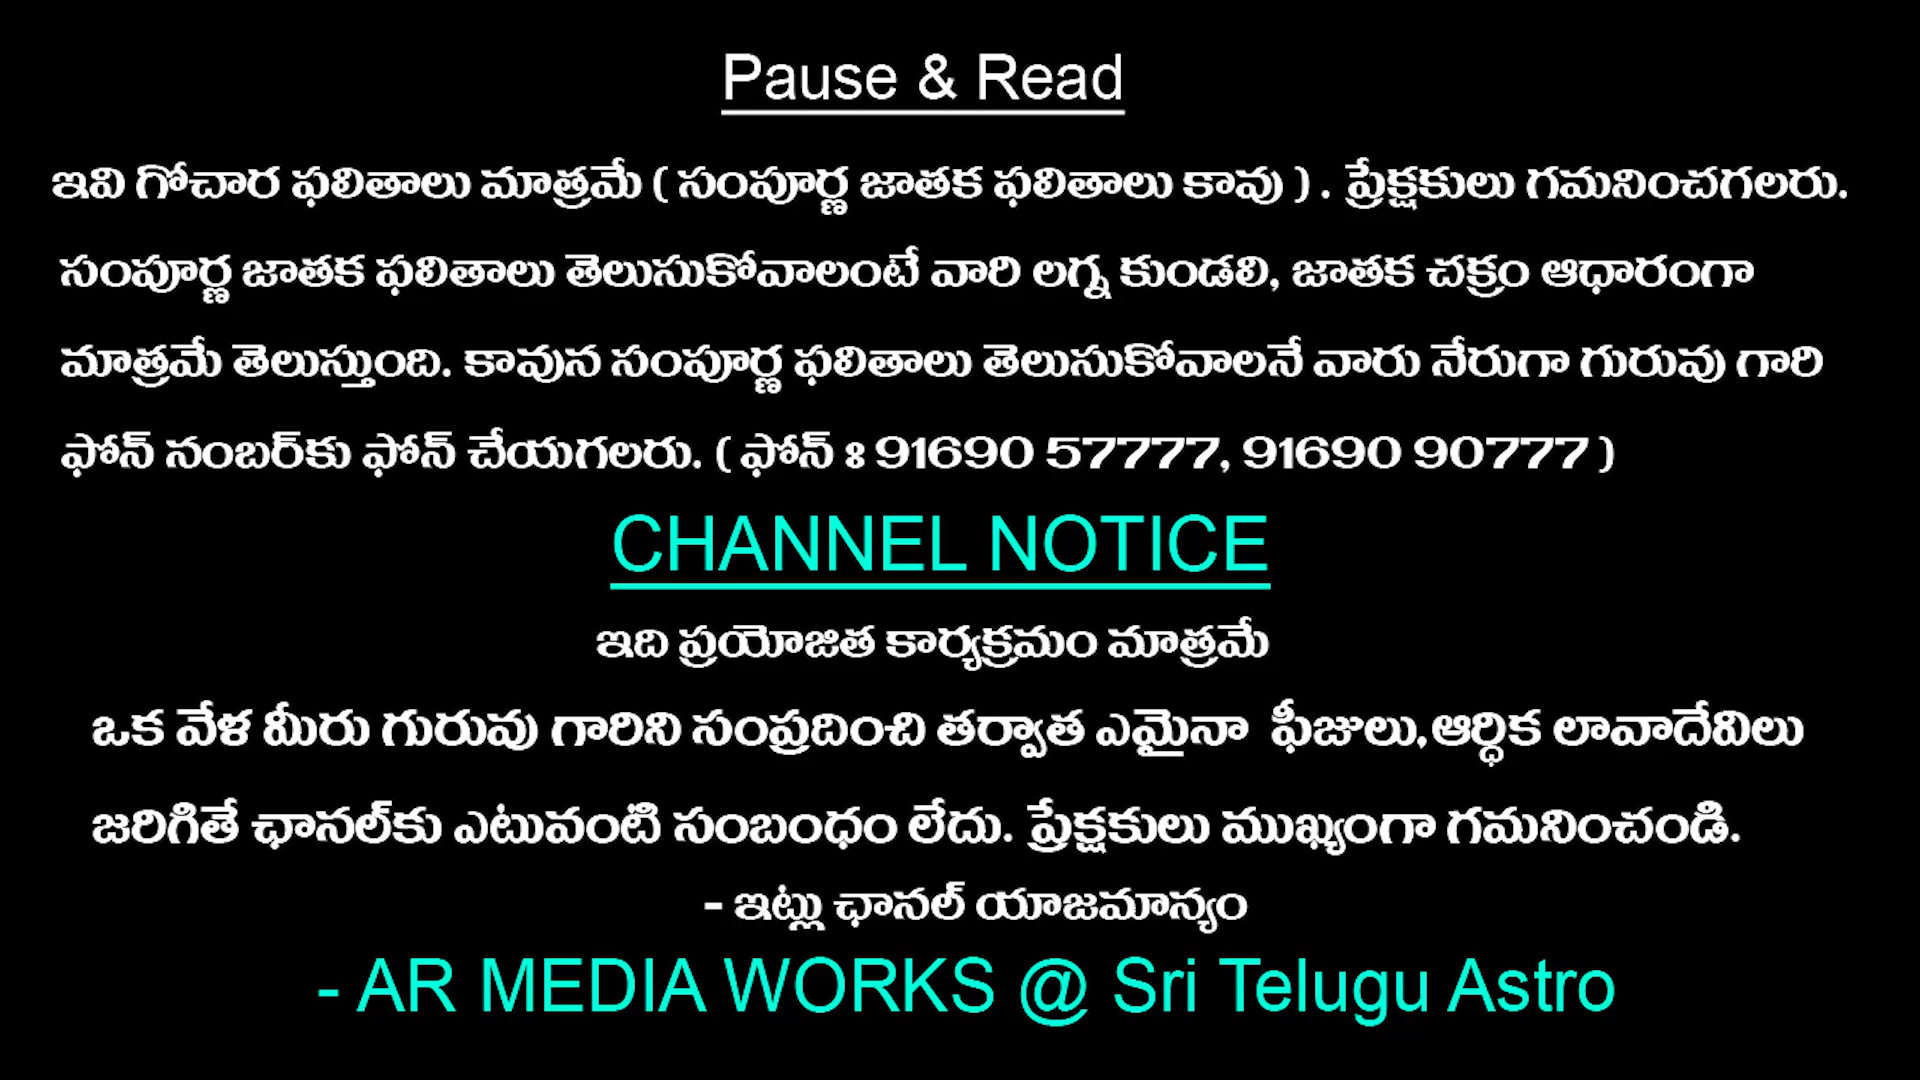 Pause & Read
ఇవి గోచార ఫలితాలు మాత్రమే ( సంపూర్ణ జాతక ఫలితాలు కావు ) . ప్రేక్షకులు గమనించగలరు.
సంపూర్ణ జాతక ఫలితాలు తెలుసుకోవాలంటే వారి లగ్న కుండలి, జాతక చక్రం ఆధారంగా
మాత్రమే తెలుస్తుంది. కావున సంపూర్ణ ఫలితాలు తెలుసుకోవాలనే వారు నేరుగా గురువు గారి
ఫోన్ నంబర్‌కు ఫోన్ చేయగలరు. ( ఫోన్ ః 91690 57777, 91690 90777 )
CHANNEL NOTICE
ఇది ప్రయోజిత కార్యక్రమం మాత్రమే
ఒక వేళ మీరు గురువు గారిని సంప్రదించి తర్వాత ఎమైనా ఫీజులు,ఆర్ధిక లావాదేవిలు
జరిగితే ఛానల్‌కు ఎటువంటి సంబంధం లేదు. ప్రేక్షకులు ముఖ్యంగా గమనించండి.
- ఇట్లు ఛానల్ యాజమాన్యం
- AR MEDIA WORKS @ Sri Telugu Astro